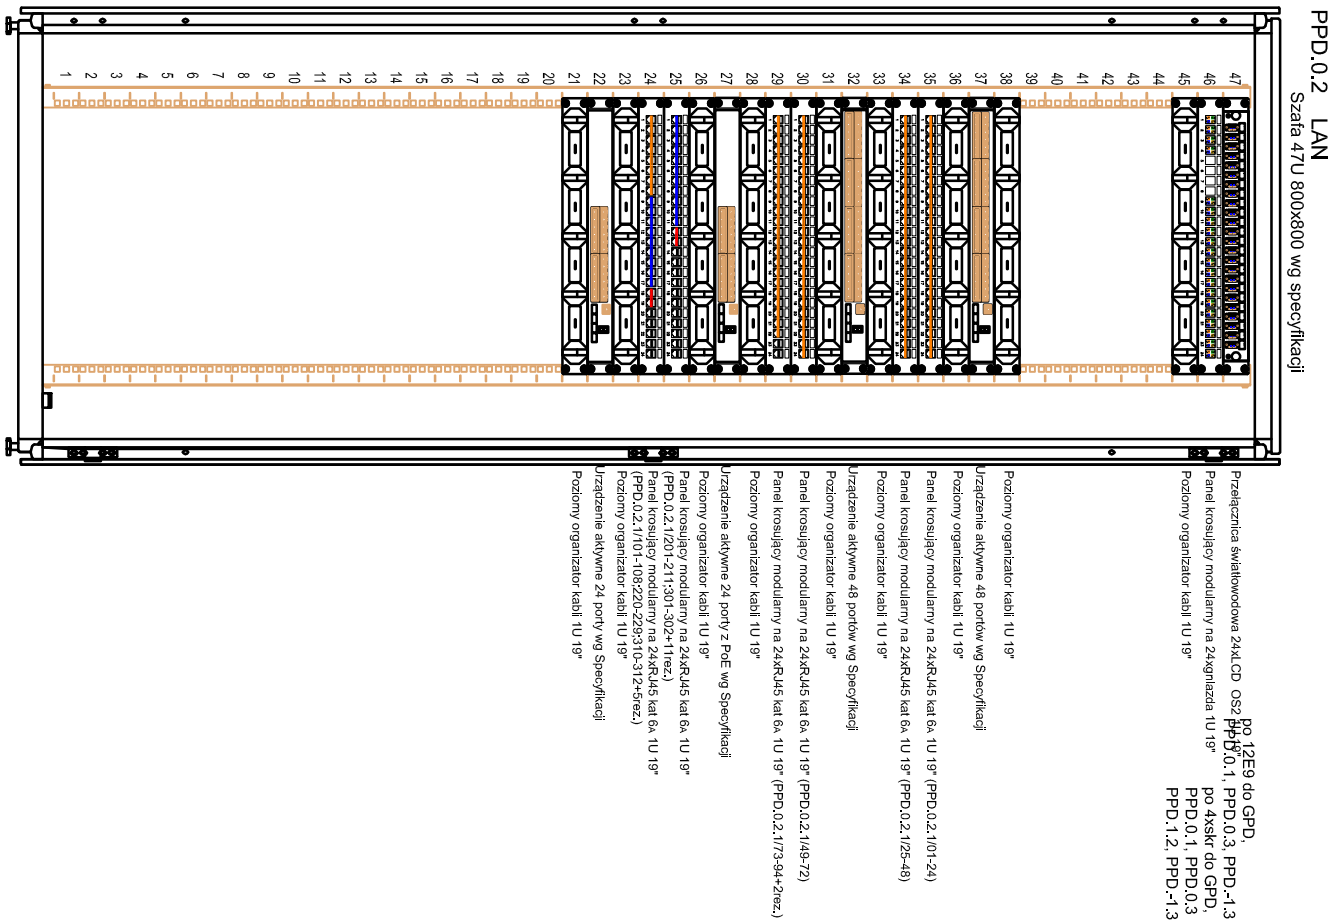 PPD.0.2 LAN
Szafa 47U 800x800 wg specyfikacji
47
46
45
44
43
42
41
40
39
38
37
36
35
34
33
32
31
30
29
28
27
26
25
24
23
22
21
20
19
18
17
16
15
14
13
12
11
10
9
8
7
6
5
4
3
2
1
po 12E9 do GPD,
PPD.0.1, PPD.0.3, PPD.-1.3
Przełącznica światłowodowa 24xLCD OS2 1U 19"
po 4xskr do GPD,
PPD.0.1, PPD.0.3
PPD.1.2, PPD.-1.3
Panel krosujący modularny na 24xgniazda 1U 19"
Poziomy organizator kabli 1U 19"
Poziomy organizator kabli 1U 19"
Urządzenie aktywne 48 portów wg Specyfikacji
Poziomy organizator kabli 1U 19"
Panel krosujący modularny na 24xRJ45 kat 6A 1U 19" (PPD.0.2.1/01-24)
Panel krosujący modularny na 24xRJ45 kat 6A 1U 19" (PPD.0.2.1/25-48)
Poziomy organizator kabli 1U 19"
Urządzenie aktywne 48 portów wg Specyfikacji
Poziomy organizator kabli 1U 19"
Panel krosujący modularny na 24xRJ45 kat 6A 1U 19" (PPD.0.2.1/49-72)
Panel krosujący modularny na 24xRJ45 kat 6A 1U 19" (PPD.0.2.1/73-94+2rez.)
Poziomy organizator kabli 1U 19"
Urządzenie aktywne 24 porty z PoE wg Specyfikacji
Poziomy organizator kabli 1U 19"
Panel krosujący modularny na 24xRJ45 kat 6A 1U 19"
(PPD.0.2.1/201-211;301-302+11rez.)
Panel krosujący modularny na 24xRJ45 kat 6A 1U 19"
(PPD.0.2.1/101-108;220-229;310-312+5rez.)
Poziomy organizator kabli 1U 19"
Urządzenie aktywne 24 porty wg Specyfikacji
Poziomy organizator kabli 1U 19"